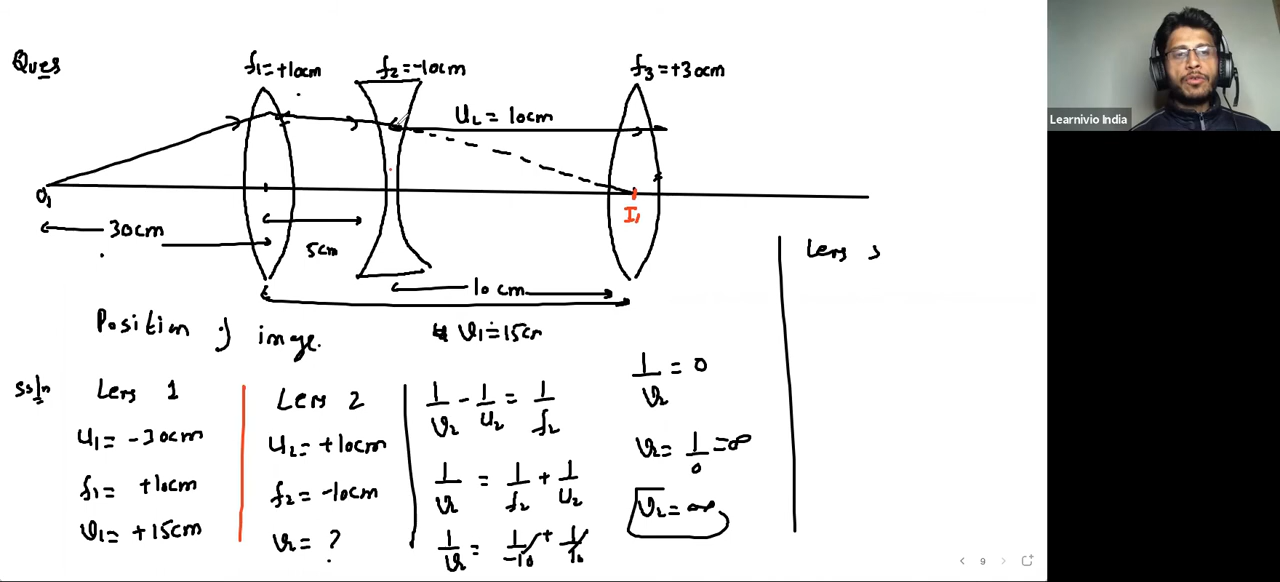 Ques
f₁=+10cm
f₂=-10cm
f₃=+30cm
u₂ = 10cm
O₁
I₁
30cm
5cm
10 cm
v₁=15cm
Position of image.
Soln
Lens 1
u₁= -30cm
f₁= +10cm
v₁= +15cm
Lens 2
u₂= +10cm
f₂= -10cm
v₂= ?
1/v₂ - 1/u₂ = 1/f₂
1/v₂ = 1/f₂ + 1/u₂
1/v₂ = 1/-10 + 1/10
1/v₂ = 0
v₂= 1/0 =∞
v₂= ∞
Lens 3
Learnivio India
9